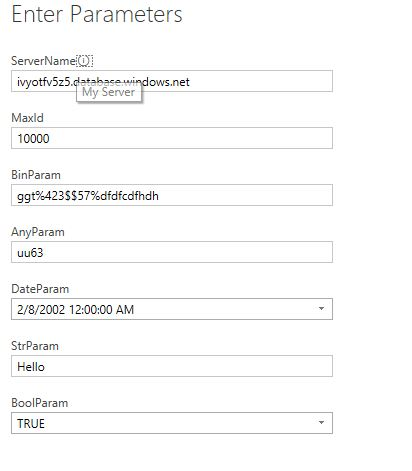 Enter Parameters
ServerName
ivyotfv5z5.database.windows.net
My Server
MaxId
10000
BinParam
ggt%423$$57%dfdfcdfhdh
AnyParam
uu63
DateParam
2/8/2002 12:00:00 AM
StrParam
Hello
BoolParam
TRUE